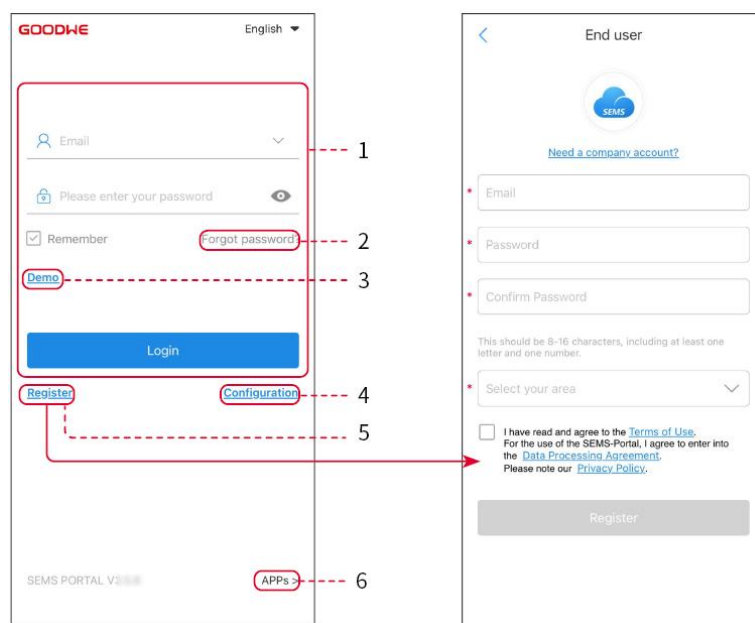 GOODWE
English
Email
Please enter your password
Remember
Forgot password?
Demo
Login
Register
Configuration
SEMS PORTAL
APPs >
1
2
3
4
5
6
End user
SEMS
Need a company account?
* Email
* Password
* Confirm Password
This should be 8-16 characters, including at least one
letter and one number.
* Select your area
I have read and agree to the Terms of Use.
For the use of the SEMS-Portal, I agree to enter into
the Data Processing Agreement.
Please note our Privacy Policy.
Register